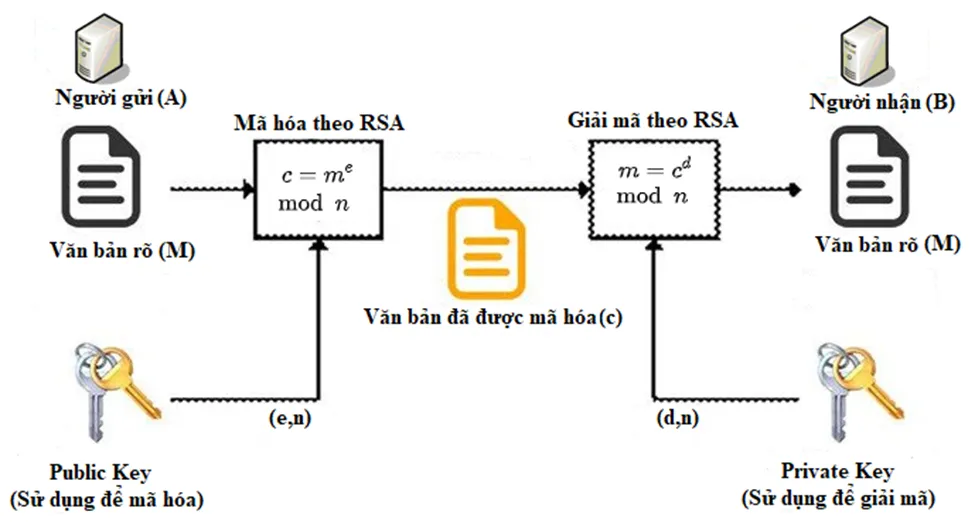 Người gửi (A)
Người nhận (B)
Mã hóa theo RSA
Giải mã theo RSA
c = m^e
mod n
m = c^d
mod n
Văn bản rõ (M)
Văn bản rõ (M)
Văn bản đã được mã hóa (c)
(e,n)
(d,n)
Public Key
(Sử dụng để mã hóa)
Private Key
(Sử dụng để giải mã)